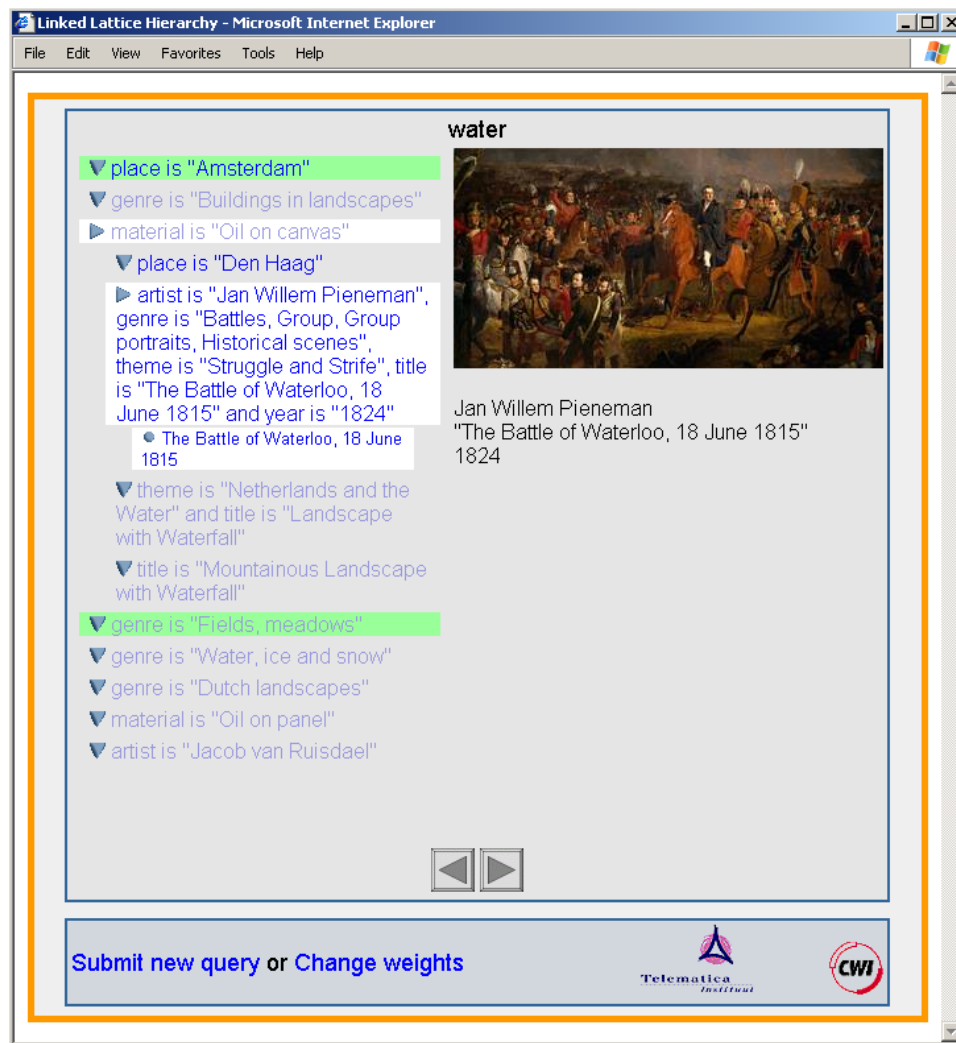 Linked Lattice Hierarchy - Microsoft Internet Explorer
File Edit View Favorites Tools Help
water
place is "Amsterdam"
genre is "Buildings in landscapes"
material is "Oil on canvas"
place is "Den Haag"
artist is "Jan Willem Pieneman",
genre is "Battles, Group, Group
portraits, Historical scenes",
theme is "Struggle and Strife", title
is "The Battle of Waterloo, 18
June 1815" and year is "1824"
The Battle of Waterloo, 18 June
1815
theme is "Netherlands and the
Water" and title is "Landscape
with Waterfall"
title is "Mountainous Landscape
with Waterfall"
genre is "Fields, meadows"
genre is "Water, ice and snow"
genre is "Dutch landscapes"
material is "Oil on panel"
artist is "Jacob van Ruisdael"
Jan Willem Pieneman
"The Battle of Waterloo, 18 June 1815"
1824
Submit new query or Change weights
Telematica
Instituut
CWI